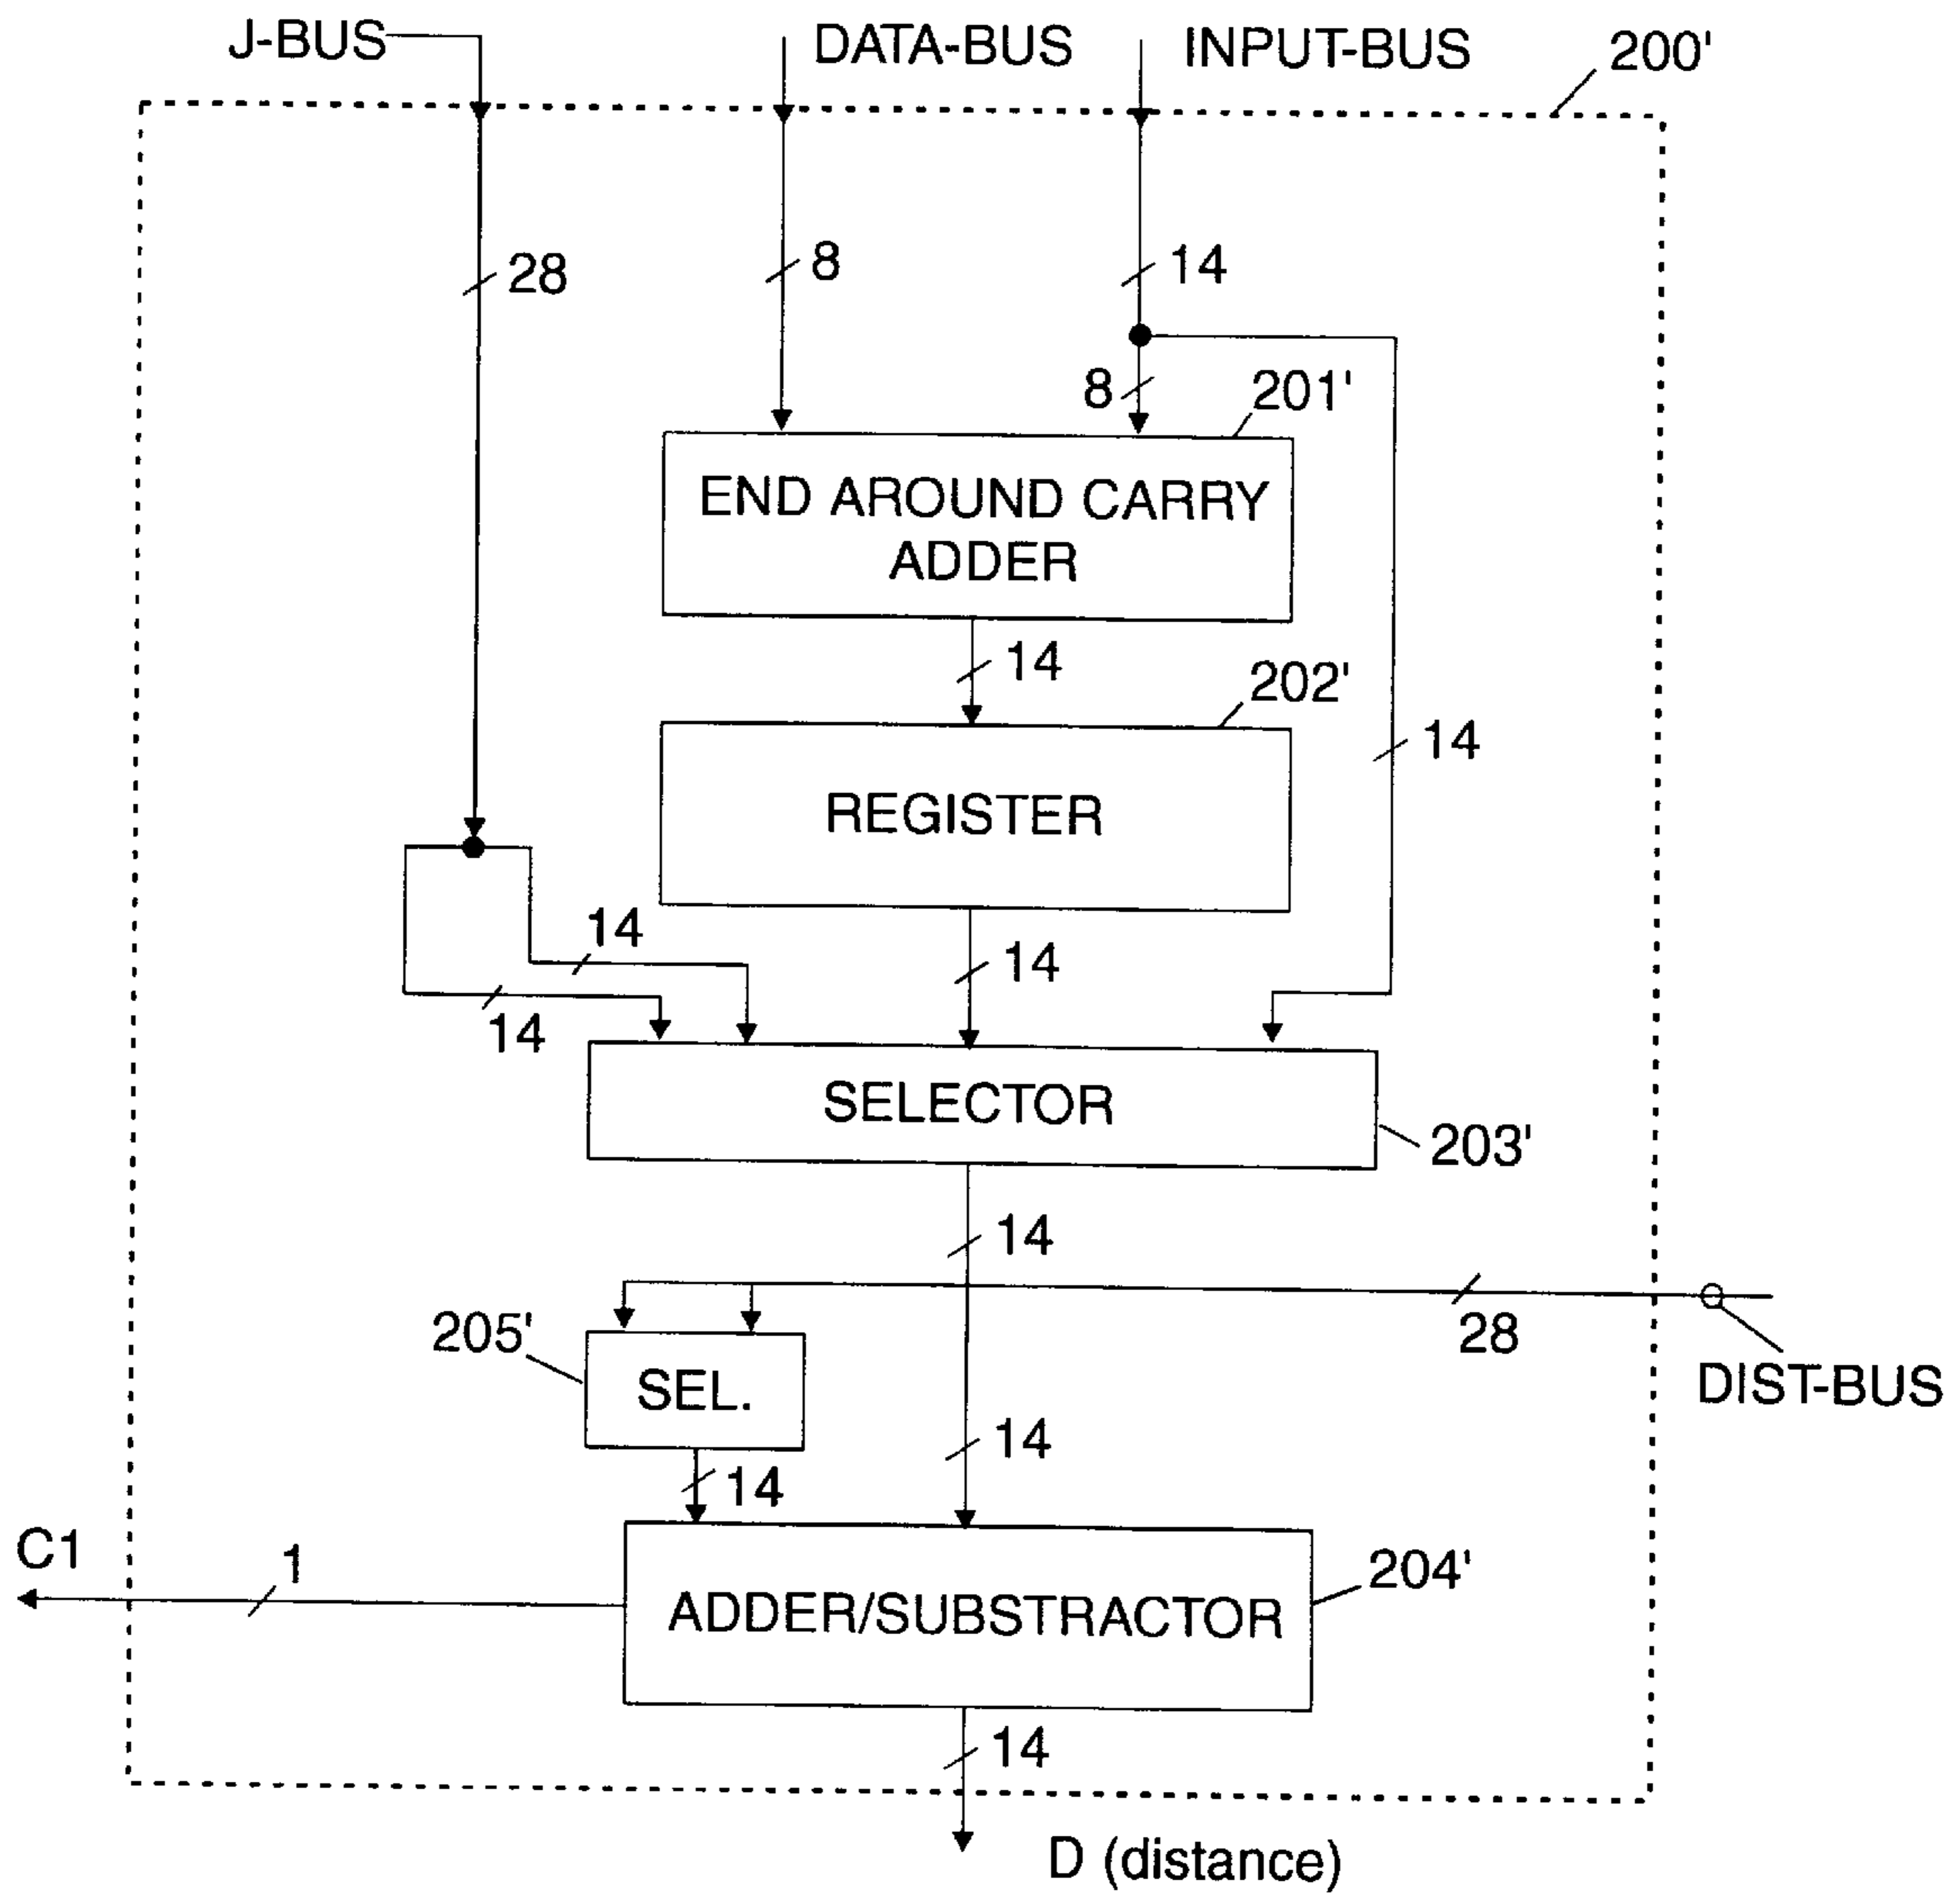 J-BUS
DATA-BUS
INPUT-BUS
200'
28
8
14
8
201'
END AROUND CARRY
ADDER
14
202'
14
REGISTER
14
14
14
SELECTOR
203'
14
28
DIST-BUS
205'
SEL.
14
14
C1
1
204'
ADDER/SUBSTRACTOR
14
D (distance)